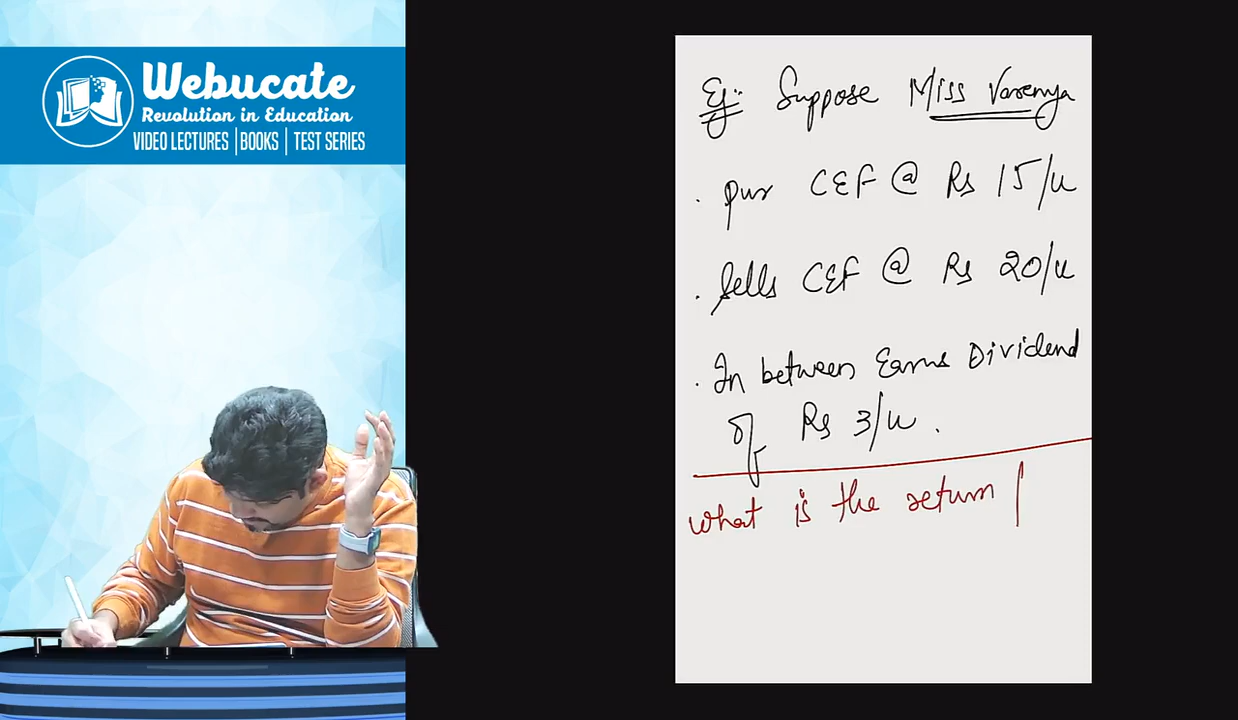 Webucate
Revolution in Education
VIDEO LECTURES | BOOKS | TEST SERIES
Eg:- Suppose Miss Varenya
. pur CEF @ Rs 15/u
. Sells CEF @ Rs 20/u
. In between Earns Dividend
of Rs 3/u .
what is the return